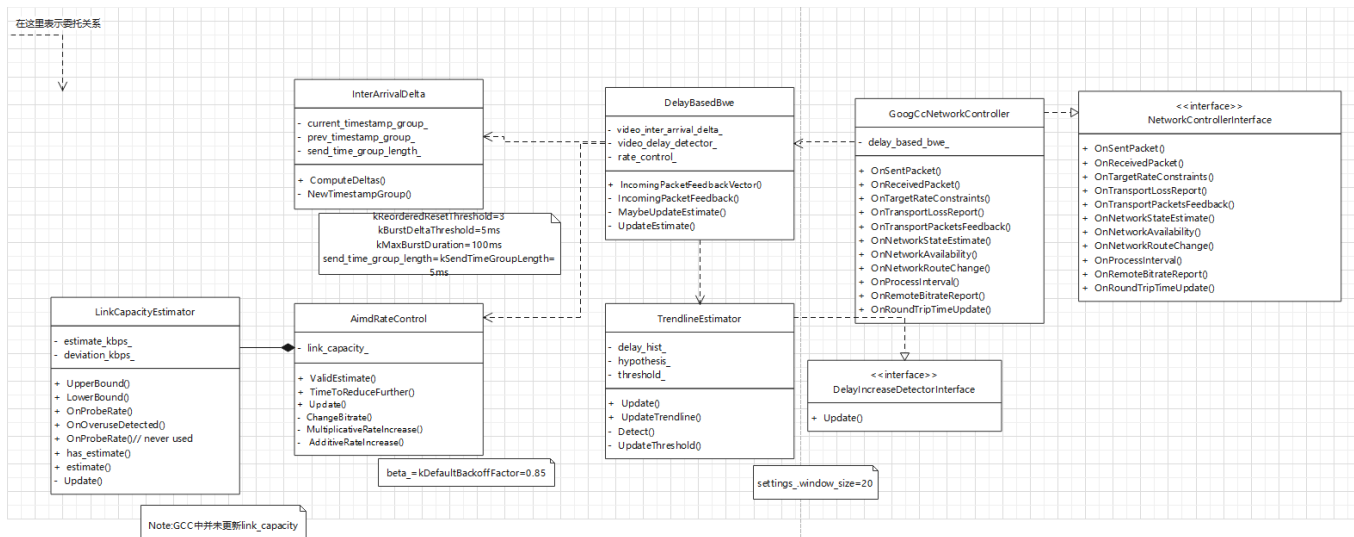 在这里表示委托关系
InterArrivalDelta
- current_timestamp_group_
- prev_timestamp_group_
- send_time_group_length_
+ ComputeDeltas()
- NewTimestampGroup()
kReorderedResetThreshold=3
kBurstDeltaThreshold=5ms
kMaxBurstDuration=100ms
send_time_group_length=kSendTimeGroupLength=
5ms
DelayBasedBwe
- video_inter_arrival_delta_
- video_delay_detector_
- rate_control_
+ IncomingPacketFeedbackVector()
- IncomingPacketFeedback()
- MaybeUpdateEstimate()
- UpdateEstimate()
GoogCcNetworkController
- delay_based_bwe_
+ OnSentPacket()
+ OnReceivedPacket()
+ OnTargetRateConstraints()
+ OnTransportLossReport()
+ OnTransportPacketsFeedback()
+ OnNetworkStateEstimate()
+ OnNetworkAvailability()
+ OnNetworkRouteChange()
+ OnProcessInterval()
+ OnRemoteBitrateReport()
+ OnRoundTripTimeUpdate()
<<interface>>
NetworkControllerInterface
+ OnSentPacket()
+ OnReceivedPacket()
+ OnTargetRateConstraints()
+ OnTransportLossReport()
+ OnTransportPacketsFeedback()
+ OnNetworkStateEstimate()
+ OnNetworkAvailability()
+ OnNetworkRouteChange()
+ OnProcessInterval()
+ OnRemoteBitrateReport()
+ OnRoundTripTimeUpdate()
LinkCapacityEstimator
- estimate_kbps_
- deviation_kbps_
+ UpperBound()
+ LowerBound()
+ OnProbeRate()
+ OnOveruseDetected()
+ OnProbeRate()// never used
+ has_estimate()
+ estimate()
- Update()
Note:GCC中并未更新link_capacity
AimdRateControl
- link_capacity_
+ ValidEstimate()
+ TimeToReduceFurther()
+ Update()
- ChangeBitrate()
- MultiplicativeRateIncrease()
- AdditiveRateIncrease()
beta_=kDefaultBackoffFactor=0.85
TrendlineEstimator
- delay_hist_
- hypothesis_
- threshold_
+ Update()
+ UpdateTrendline()
- Detect()
- UpdateThreshold()
settings_.window_size=20
<<interface>>
DelayIncreaseDetectorInterface
+ Update()